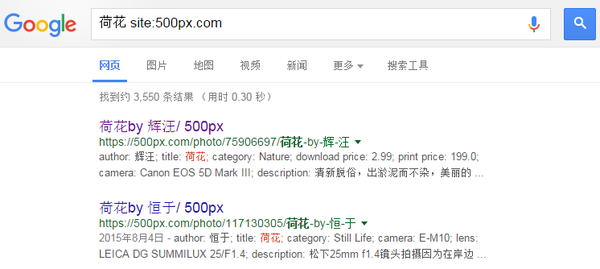 Google 荷花 site:500px.com
网页 图片 地图 视频 新闻 更多 搜索工具
找到约 3,550 条结果 （用时 0.30 秒）
荷花by 辉汪/ 500px
https://500px.com/photo/75906697/荷花-by-辉-汪
author: 辉汪; title: 荷花; category: Nature; download price: 2.99; print price: 199.0;
camera: Canon EOS 5D Mark III; description: 清新脱俗，出淤泥而不染，美丽的 ...
荷花by 恒于/ 500px
https://500px.com/photo/117130305/荷花-by-恒-于
2015年8月4日 - author: 恒于; title: 荷花; category: Still Life; camera: E-M10; lens:
LEICA DG SUMMILUX 25/F1.4; description: 松下25mm f1.4镜头拍摄因为在岸边 ...